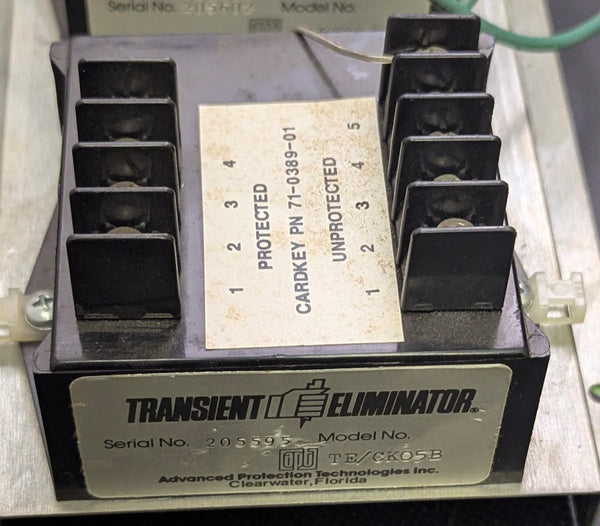 Serial No. 205602 Model No.
1 2 3 4
PROTECTED
CARDKEY PN 71-0389-01
UNPROTECTED
1 2 3 4 5
TRANSIENT ELIMINATOR®
Serial No. 205595 Model No.
apt TE/CK05B
Advanced Protection Technologies Inc.
Clearwater, Florida